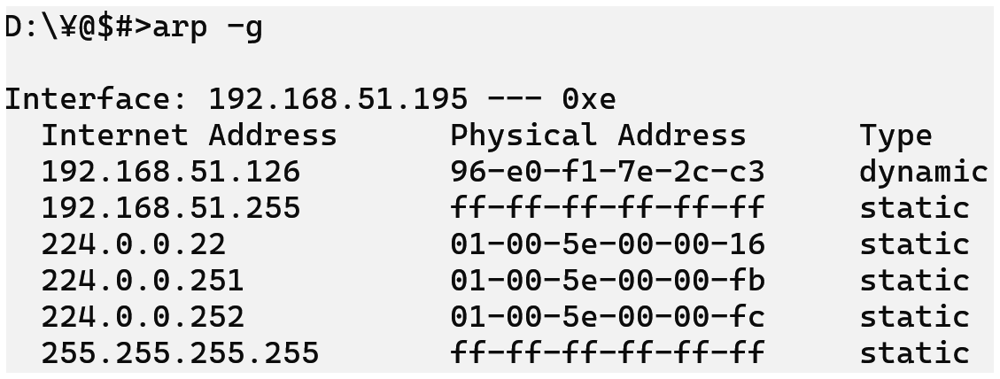 D:\¥@$#>arp -g
Interface: 192.168.51.195 --- 0xe
  Internet Address      Physical Address      Type
  192.168.51.126        96-e0-f1-7e-2c-c3     dynamic
  192.168.51.255        ff-ff-ff-ff-ff-ff     static
  224.0.0.22            01-00-5e-00-00-16     static
  224.0.0.251           01-00-5e-00-00-fb     static
  224.0.0.252           01-00-5e-00-00-fc     static
  255.255.255.255       ff-ff-ff-ff-ff-ff     static